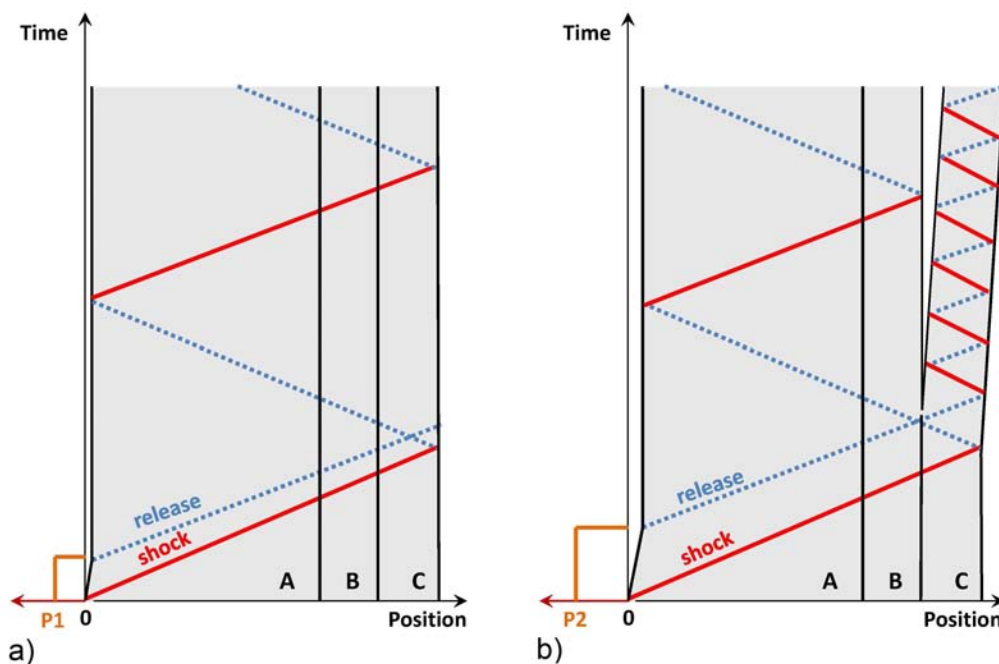 Time
release
shock
A
B
C
P1
0
Position
a)
Time
release
shock
A
B
C
P2
0
Position
b)